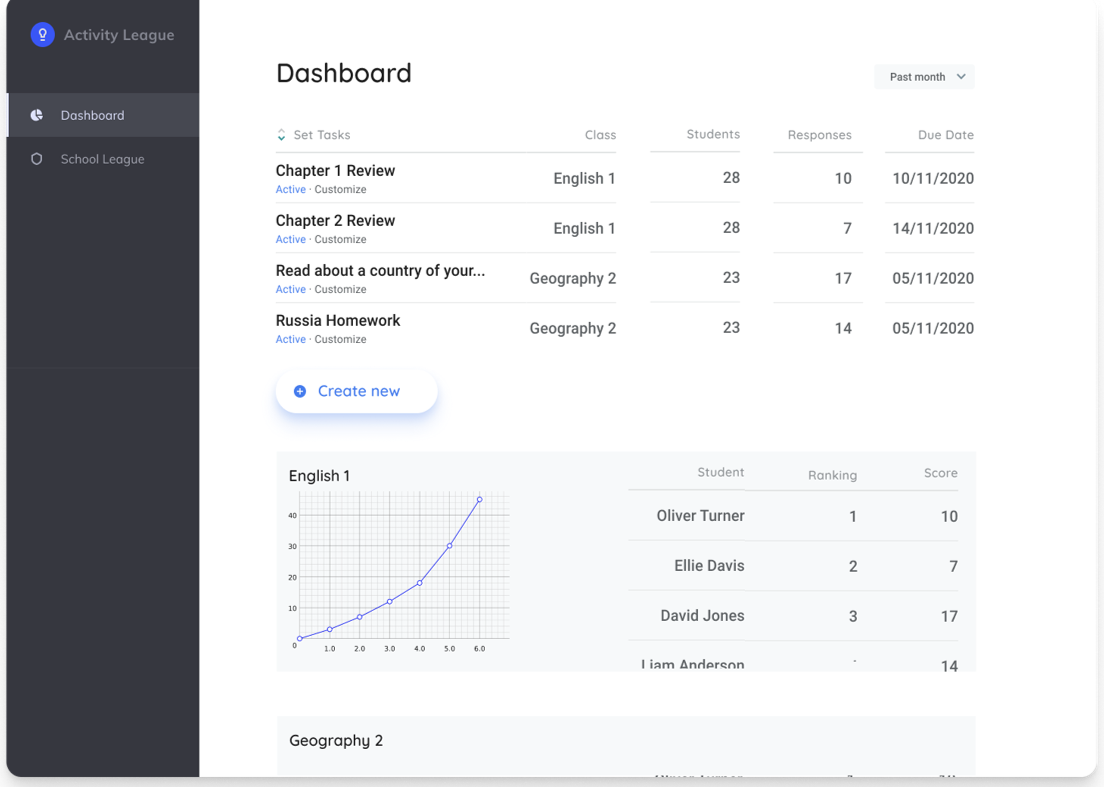 Activity League
Dashboard
School League
Dashboard
Past month
Set Tasks Class Students Responses Due Date
Chapter 1 Review English 1 28 10 10/11/2020
Active · Customize
Chapter 2 Review English 1 28 7 14/11/2020
Active · Customize
Read about a country of your... Geography 2 23 17 05/11/2020
Active · Customize
Russia Homework Geography 2 23 14 05/11/2020
Active · Customize
Create new
English 1
40
30
20
10
0
1.0 2.0 3.0 4.0 5.0 6.0
Student Ranking Score
Oliver Turner 1 10
Ellie Davis 2 7
David Jones 3 17
Liam Anderson 14
Geography 2